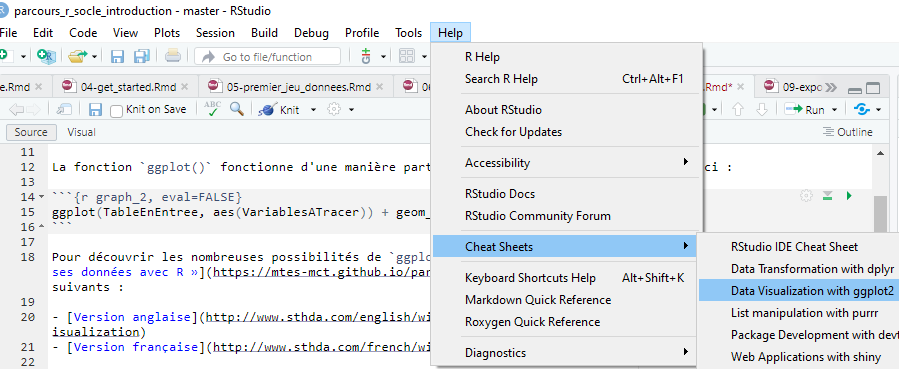 parcours_r_socle_introduction - master - RStudio
File Edit Code View Plots Session Build Debug Profile Tools Help
Go to file/function
e.Rmd 04-get_started.Rmd 05-premier_jeu_donnees.Rmd .Rmd* 09-expo
Knit on Save ABC Knit Run
Source Visual Outline
11
12 La fonction `ggplot()` fonctionne d'une manière part ci :
13
14 ```{r graph_2, eval=FALSE}
15 ggplot(TableEnEntree, aes(VariablesATracer)) + geom_
16 ```
17
18 Pour découvrir les nombreuses possibilités de `ggplo
ses données avec R »](https://mtes-mct.github.io/par
suivants :
19
20 - [Version anglaise](http://www.sthda.com/english/wi
isualization)
21 - [Version française](http://www.sthda.com/french/wi
22
R Help
Search R Help Ctrl+Alt+F1
About RStudio
Check for Updates
Accessibility
RStudio Docs
RStudio Community Forum
Cheat Sheets
Keyboard Shortcuts Help Alt+Shift+K
Markdown Quick Reference
Roxygen Quick Reference
Diagnostics
RStudio IDE Cheat Sheet
Data Transformation with dplyr
Data Visualization with ggplot2
List manipulation with purrr
Package Development with devt
Web Applications with shiny